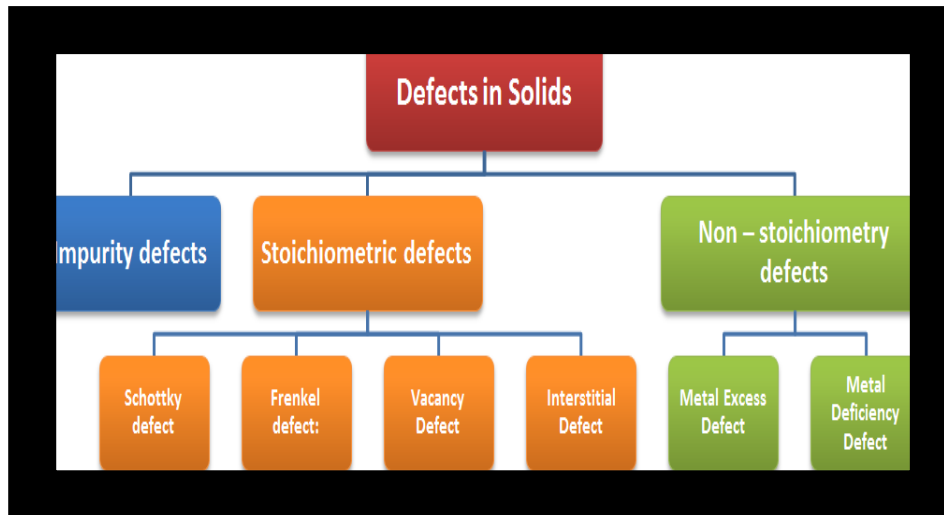 Defects in Solids
Impurity defects
Stoichiometric defects
Non – stoichiometry
defects
Schottky
defect
Frenkel
defect:
Vacancy
Defect
Interstitial
Defect
Metal Excess
Defect
Metal
Deficiency
Defect